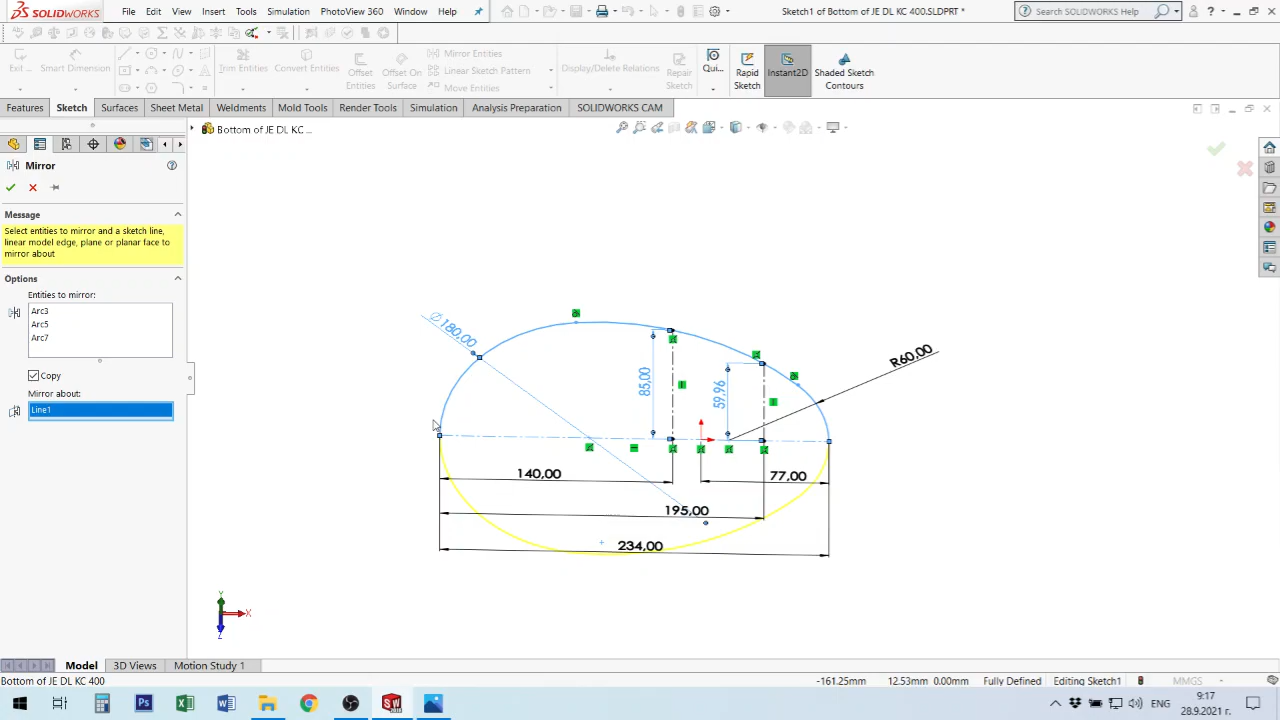 SOLIDWORKS File Edit View Insert Tools Simulation PhotoView 360 Window Help Sketch1 of Bottom of JE DL KC 400.SLDPRT * Search SOLIDWORKS Help
Exit ... Smart Dimension Trim Entities Convert Entities Offset Entities Offset On Surface Mirror Entities Linear Sketch Pattern Move Entities Display/Delete Relations Repair Sketch Qui... Rapid Sketch Instant2D Shaded Sketch Contours
Features Sketch Surfaces Sheet Metal Weldments Mold Tools Render Tools Simulation Analysis Preparation SOLIDWORKS CAM
Bottom of JE DL KC ...
Mirror
Message
Select entities to mirror and a sketch line,
linear model edge, plane or planar face to
mirror about
Options
Entities to mirror:
Arc3
Arc5
Arc7
Copy
Mirror about:
Line1
Ø180,00
85,00
59,96
R60,00
140,00
77,00
195,00
234,00
Y
X
Z
Model 3D Views Motion Study 1
Bottom of JE DL KC 400 -161.25mm 12.53mm 0.00mm Fully Defined Editing Sketch1 MMGS
ENG 9:17
28.9.2021 г.